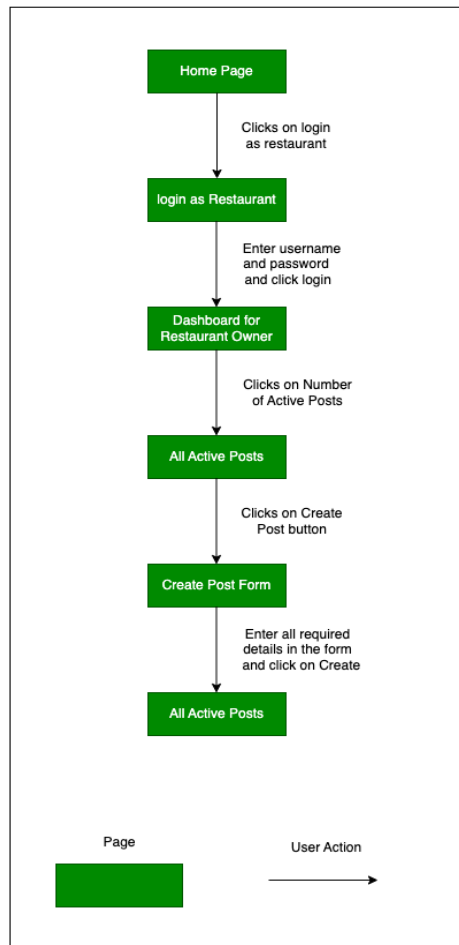 Home Page
Clicks on login
as restaurant
login as Restaurant
Enter username
and password
and click login
Dashboard for
Restaurant Owner
Clicks on Number
of Active Posts
All Active Posts
Clicks on Create
Post button
Create Post Form
Enter all required
details in the form
and click on Create
All Active Posts
Page
User Action